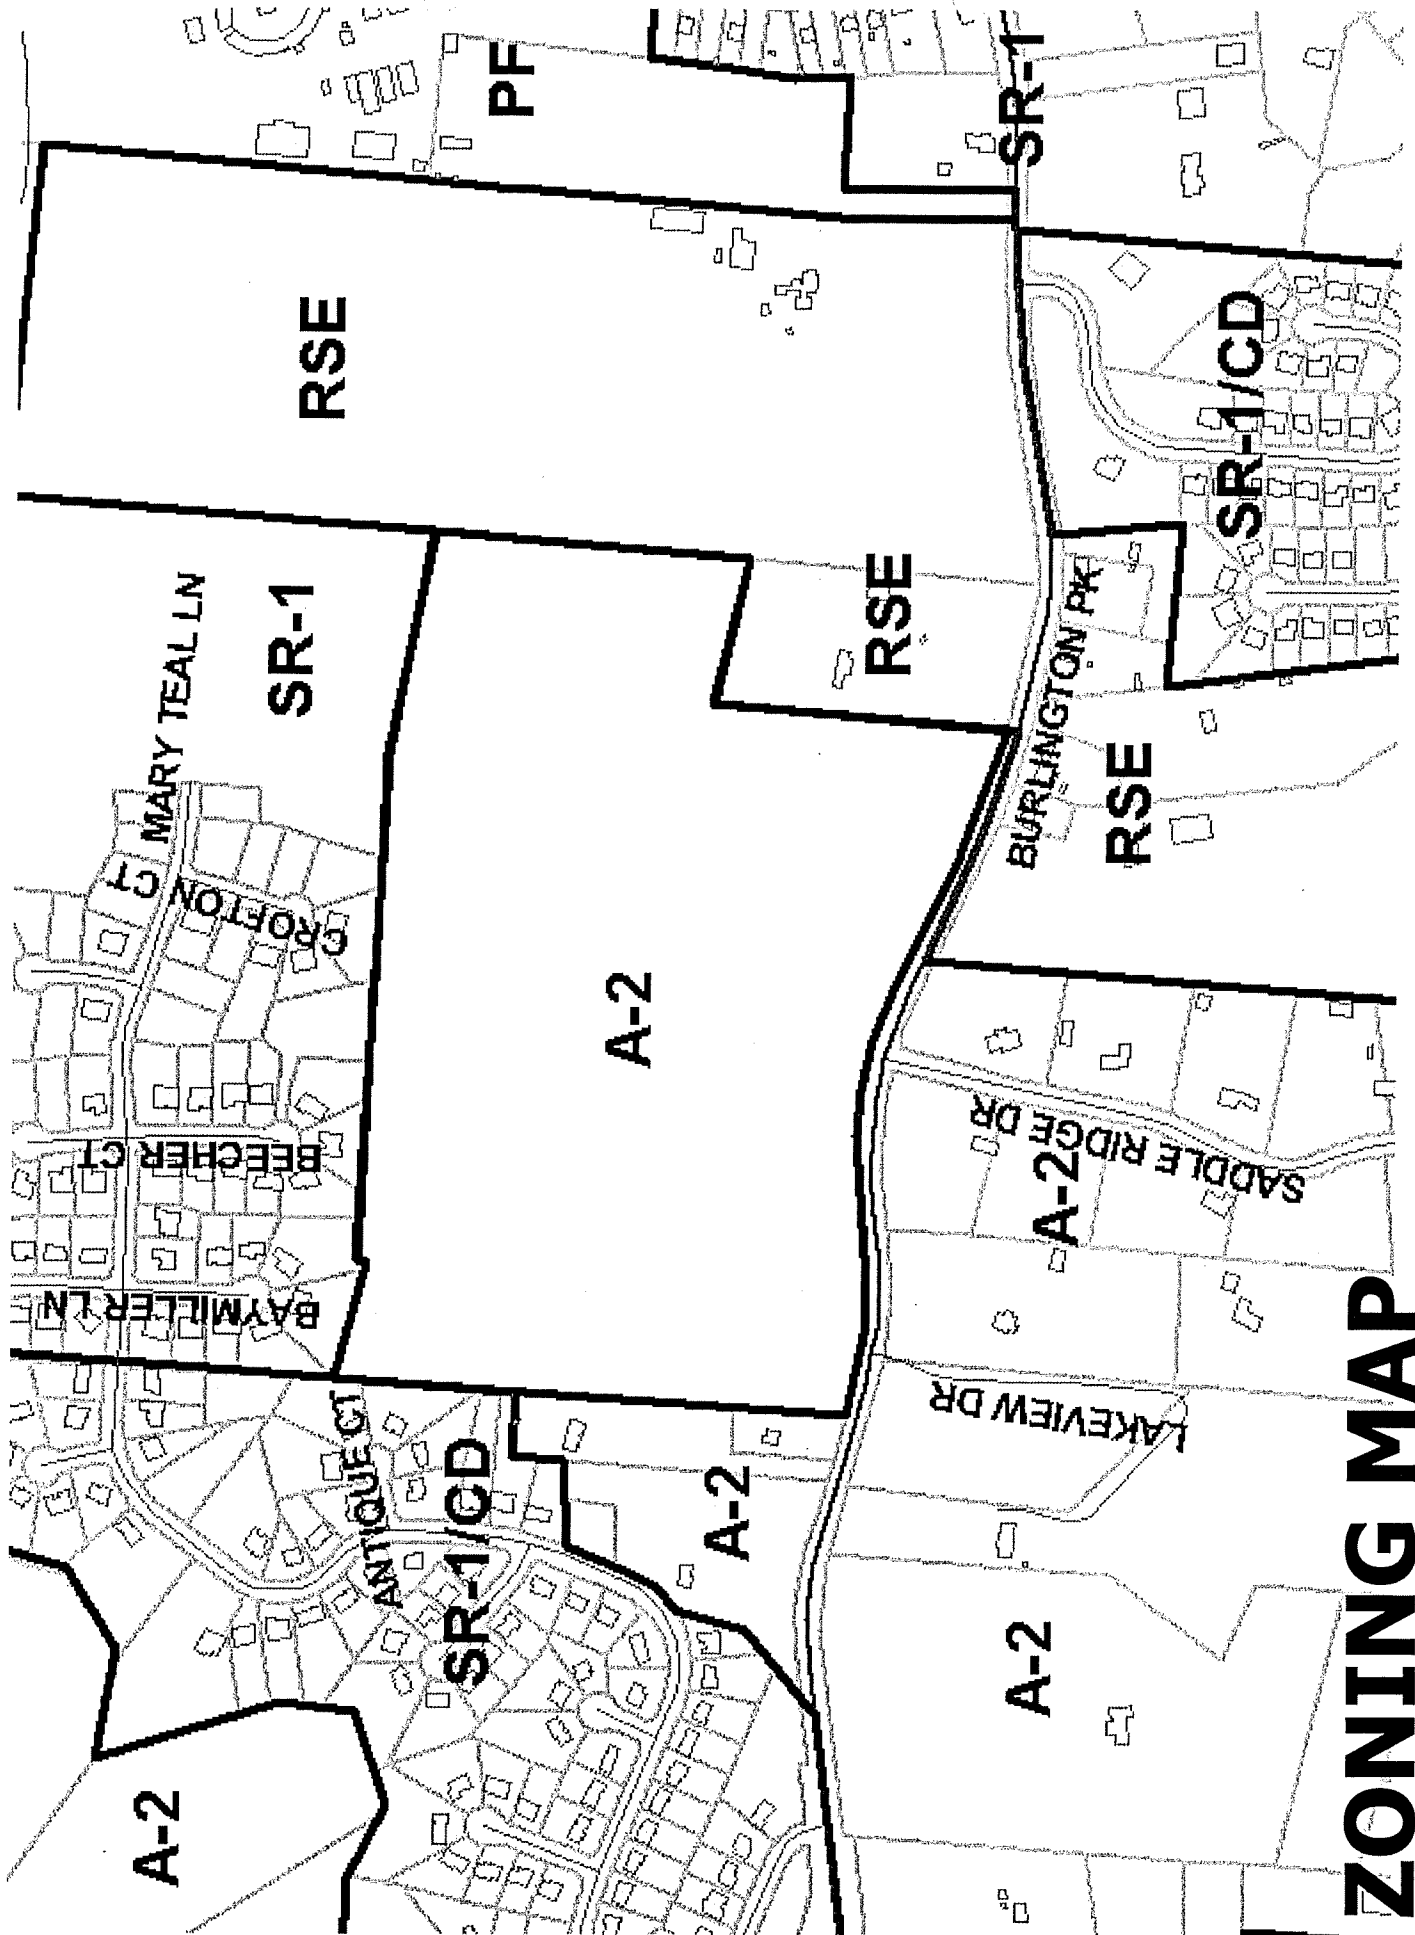 A-2
BAYMILLER LN
BEECHER CT
CROFTON CT
MARY TEAL LN
SR-1
RSE
ANTIQUE CT
SR-1/CD
PF
A-2
A-2
RSE
A-2
LAKEVIEW DR
A-2
SADDLE RIDGE DR
BURLINGTON PK
SR-1
RSE
SR-1/CD
ZONING MAP